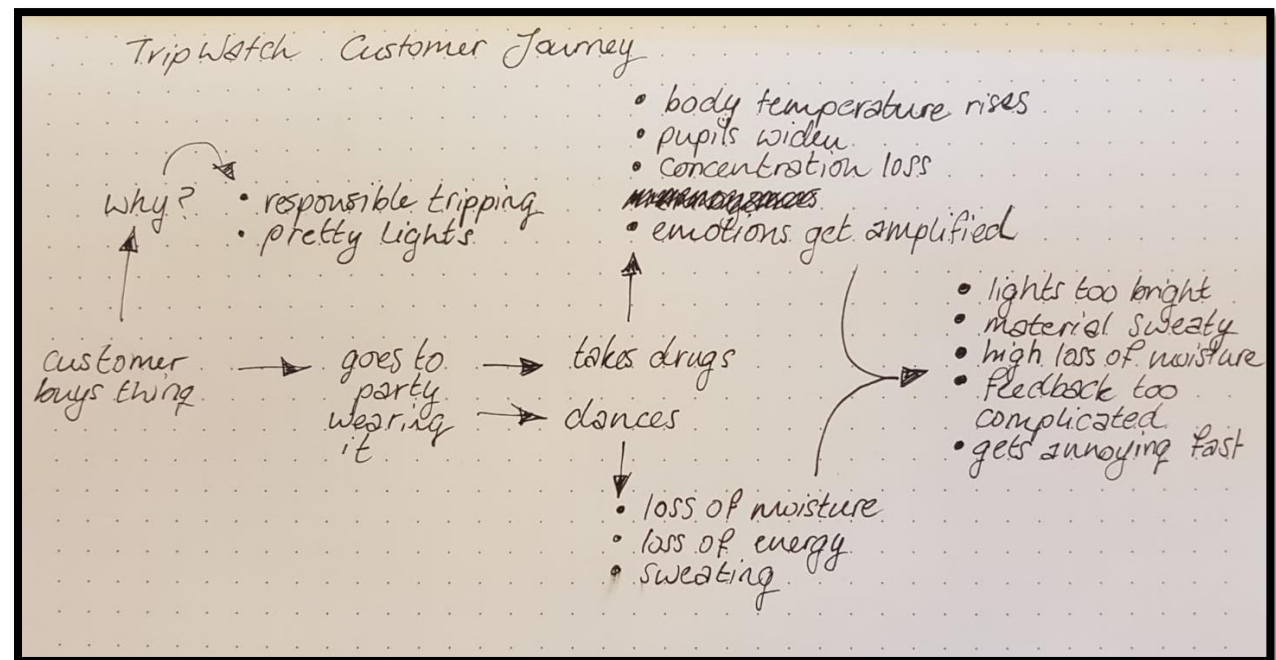 TripWatch Customer Journey
• body temperature rises
• pupils widen
• concentration loss
• emotions get amplified
why?
• responsible tripping
• pretty lights
customer
buys thing
goes to
party
wearing
it
takes drugs
dances
• loss of moisture
• loss of energy
• sweating
• lights too bright
• material sweaty
• high loss of moisture
• feedback too
complicated
• gets annoying fast